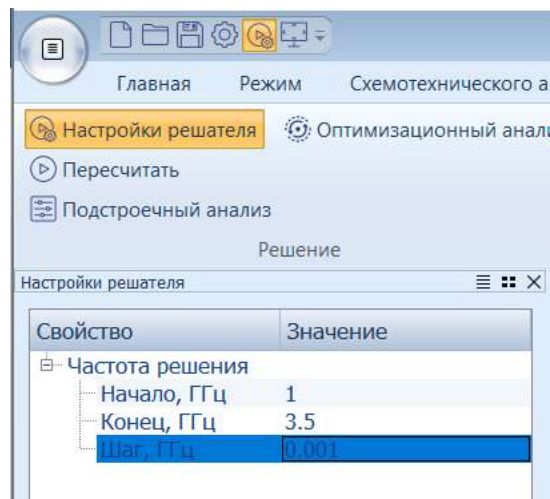 Главная Режим Схемотехнического а
Настройки решателя Оптимизационный анали
Пересчитать
Подстроечный анализ
Решение
Настройки решателя
Свойство Значение
Частота решения
Начало, ГГц 1
Конец, ГГц 3.5
Шаг, ГГц 0.001